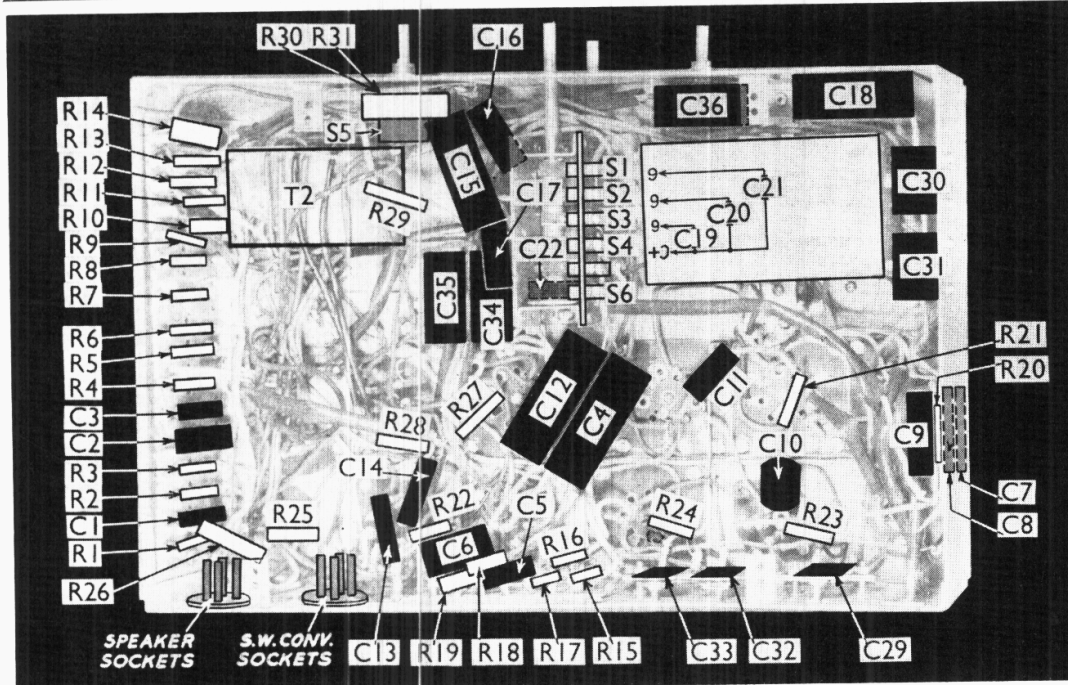 R30 R31
C16
R14
R13
R12
R11
R10
R9
R8
R7
R6
R5
R4
C3
C2
R3
R2
C1
R1
R26
S5
T2
R29
C15
C17
C22
C35
C34
S1
S2
S3
S4
S6
C36
C18
6
6
6
+C
C21
C20
C19
C30
C31
R21
R20
C9
C7
C8
C11
C12
C4
C10
R27
R28
C14
R25
R22
C6
C5
R16
R24
R23
SPEAKER
SOCKETS
S.W.CONV.
SOCKETS
C13
R19
R18
R17
R15
C33
C32
C29